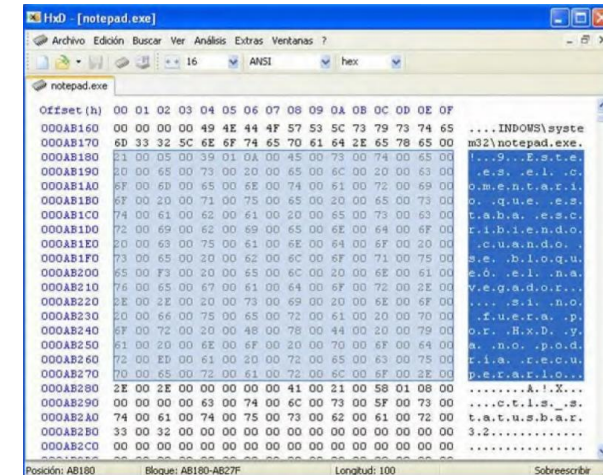 HxD - [notepad.exe]
Archivo Edición Buscar Ver Análisis Extras Ventanas ?
16 ANSI hex
notepad.exe
Offset(h) 00 01 02 03 04 05 06 07 08 09 0A 0B 0C 0D 0E 0F
000AB160 00 00 00 00 49 4E 44 4F 57 53 5C 73 79 73 74 65 ....INDOWS\syste
000AB170 6D 33 32 5C 6E 6F 74 65 70 61 64 2E 65 78 65 00 m32\notepad.exe.
000AB180 21 00 05 00 39 01 0A 00 45 00 73 00 74 00 65 00 !...9...E.s.t.e.
000AB190 20 00 65 00 73 00 20 00 65 00 6C 00 20 00 63 00 .e.s. .e.l. .c.
000AB1A0 6F 00 6D 00 65 00 6E 00 74 00 61 00 72 00 69 00 o.m.e.n.t.a.r.i.
000AB1B0 6F 00 20 00 71 00 75 00 65 00 20 00 65 00 73 00 o. .q.u.e. .e.s.
000AB1C0 74 00 61 00 62 00 61 00 20 00 65 00 73 00 63 00 t.a.b.a. .e.s.c.
000AB1D0 72 00 69 00 62 00 69 00 65 00 6E 00 64 00 6F 00 r.i.b.i.e.n.d.o.
000AB1E0 20 00 63 00 75 00 61 00 6E 00 64 00 6F 00 20 00 .c.u.a.n.d.o. .
000AB1F0 73 00 65 00 20 00 62 00 6C 00 6F 00 71 00 75 00 s.e. .b.l.o.q.u.
000AB200 65 00 F3 00 20 00 65 00 6C 00 20 00 6E 00 61 00 e.ó. .e.l. .n.a.
000AB210 76 00 65 00 67 00 61 00 64 00 6F 00 72 00 2E 00 v.e.g.a.d.o.r...
000AB220 2E 00 2E 00 20 00 73 00 69 00 20 00 6E 00 6F 00 .... .s.i. .n.o.
000AB230 20 00 66 00 75 00 65 00 72 00 61 00 20 00 70 00 .f.u.e.r.a. .p.
000AB240 6F 00 72 00 20 00 48 00 78 00 44 00 20 00 79 00 o.r. .H.x.D. .y.
000AB250 61 00 20 00 6E 00 6F 00 20 00 70 00 6F 00 64 00 a. .n.o. .p.o.d.
000AB260 72 00 ED 00 61 00 20 00 72 00 65 00 63 00 75 00 r.í.a. .r.e.c.u.
000AB270 70 00 65 00 72 00 61 00 72 00 6C 00 6F 00 2E 00 p.e.r.a.r.l.o...
000AB280 2E 00 2E 00 00 00 00 00 41 00 21 00 58 01 08 00 ........A.!.X...
000AB290 00 00 00 00 63 00 74 00 6C 00 73 00 5F 00 73 00 ....c.t.l.s._.s.
000AB2A0 74 00 61 00 74 00 75 00 73 00 62 00 61 00 72 00 t.a.t.u.s.b.a.r.
000AB2B0 33 00 32 00 00 00 00 00 00 00 00 00 00 00 00 00 3.2.............
000AB2C0 00 00 00 00 00 00 00 00 00 00 00 00 00 00 00 00 ................
Posición: AB180 Bloque: AB180-AB27F Longitud: 100 Sobreescribir